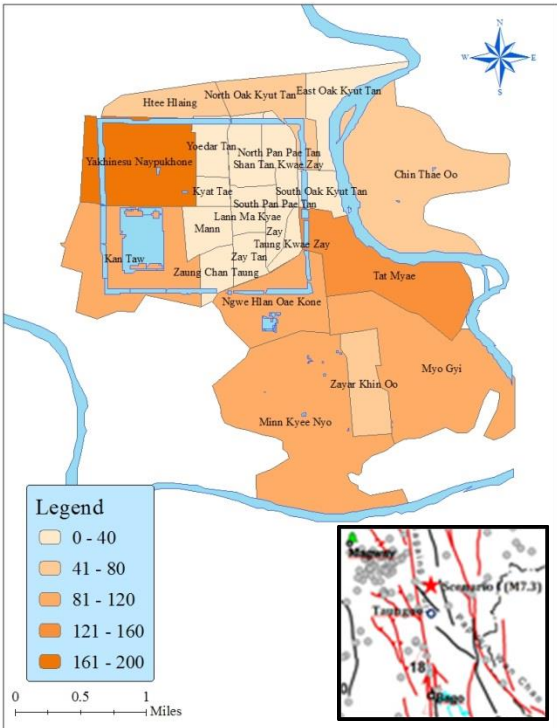 N
W E
S
North Oak Kyut Tan
East Oak Kyut Tan
Htee Hlaing
Yoedar Tan
North Pan Pae Tan
Shan Tan Kwae Zay
Yakhinesu Naypukhone
Chin Thae Oo
Kyat Tae
South Oak Kyut Tan
South Pan Pae Tan
Lann Ma Kyae
Mann
Zay
Taung Kwae Zay
Kan Taw
Zay Tan
Zaung Chan Taung
Tat Myae
Ngwe Hlan Oae Kone
Myo Gyi
Zayar Khin Oo
Minn Kyee Nyo
Legend
0 - 40
41 - 80
81 - 120
121 - 160
161 - 200
0 0.5 1
Miles
Magway
Scenario I (M7.3)
Taungoo
18
Bago